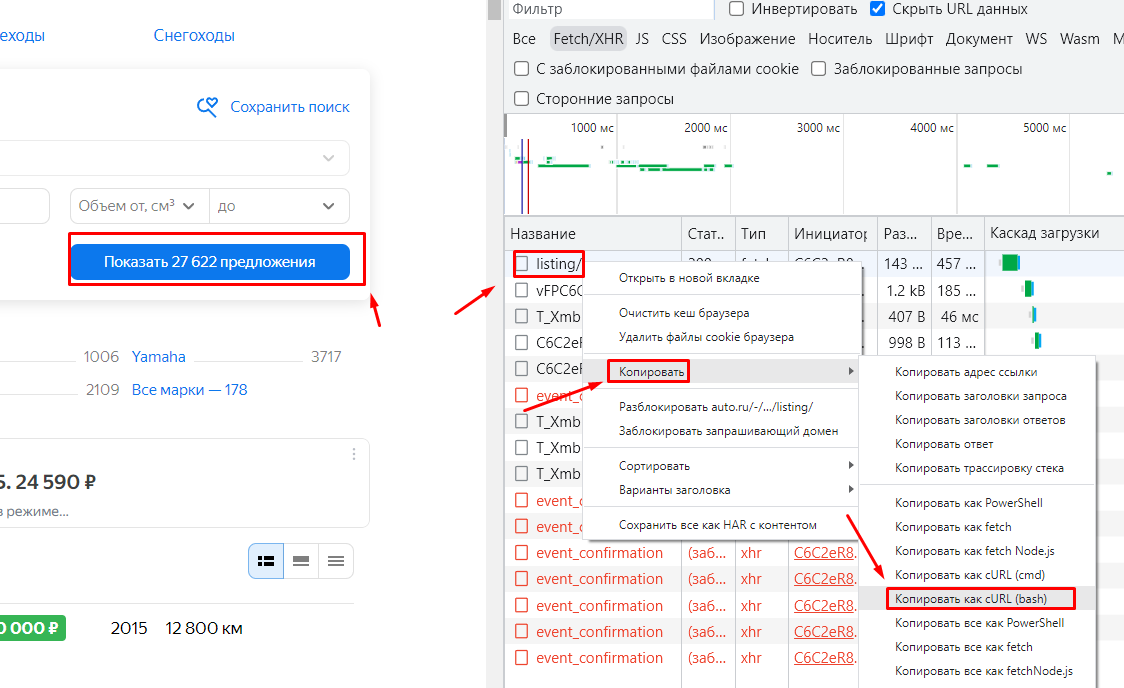 еходы
Снегоходы
Сохранить поиск
Объем от, см³
до
Показать 27 622 предложения
1006 Yamaha 3717
2109 Все марки — 178
5. 24 590 ₽
в режиме...
0 000 ₽ 2015 12 800 км
Фильтр Инвертировать Скрыть URL данных
Все Fetch/XHR JS CSS Изображение Носитель Шрифт Документ WS Wasm
С заблокированными файлами cookie Заблокированные запросы
Сторонние запросы
1000 мс 2000 мс 3000 мс 4000 мс 5000 мс
Название Стат.. Тип Инициатор Раз... Вре... Каскад загрузки
listing/ 143 ... 457 ...
vFPC6C 1.2 kB 185 ...
T_Xmb 407 B 46 мс
C6C2eF 998 B 113 ...
C6C2eF
event_c
T_Xmb
T_Xmb
T_Xmb
event_c
event_c
event_confirmation (заб... xhr C6C2eR8.
event_confirmation (заб... xhr C6C2eR8.
event_confirmation (заб... xhr C6C2eR8.
event_confirmation (заб... xhr C6C2eR8.
event_confirmation (заб... xhr C6C2eR8.
Открыть в новой вкладке
Очистить кеш браузера
Удалить файлы cookie браузера
Копировать
Разблокировать auto.ru/-/.../listing/
Заблокировать запрашивающий домен
Сортировать
Варианты заголовка
Сохранить все как HAR с контентом
Копировать адрес ссылки
Копировать заголовки запроса
Копировать заголовки ответов
Копировать ответ
Копировать трассировку стека
Копировать как PowerShell
Копировать как fetch
Копировать как fetch Node.js
Копировать как cURL (cmd)
Копировать как cURL (bash)
Копировать все как PowerShell
Копировать все как fetch
Копировать все как fetchNode.js